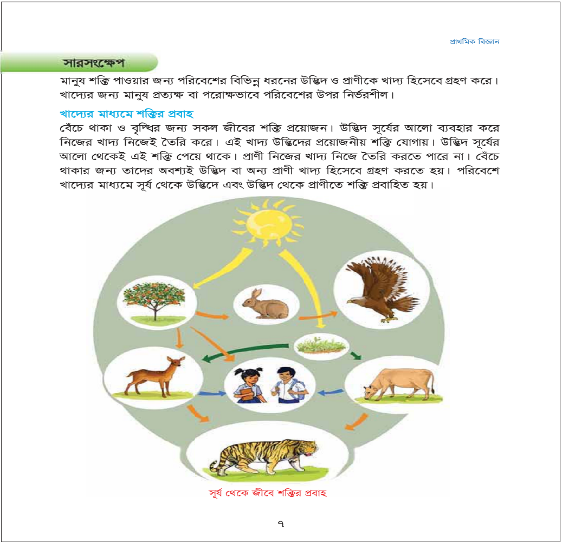 প্রাথমিক বিজ্ঞান
সারসংক্ষেপ
মানুষ শক্তি পাওয়ার জন্য পরিবেশের বিভিন্ন ধরনের উদ্ভিদ ও প্রাণীকে খাদ্য হিসেবে গ্রহণ করে।
খাদ্যের জন্য মানুষ প্রত্যক্ষ বা পরোক্ষভাবে পরিবেশের উপর নির্ভরশীল।
খাদ্যের মাধ্যমে শক্তির প্রবাহ
বেঁচে থাকা ও বৃদ্ধির জন্য সকল জীবের শক্তি প্রয়োজন। উদ্ভিদ সূর্যের আলো ব্যবহার করে
নিজের খাদ্য নিজেই তৈরি করে। এই খাদ্য উদ্ভিদের প্রয়োজনীয় শক্তি যোগায়। উদ্ভিদ সূর্যের
আলো থেকেই এই শক্তি পেয়ে থাকে। প্রাণী নিজের খাদ্য নিজে তৈরি করতে পারে না। বেঁচে
থাকার জন্য তাদের অবশ্যই উদ্ভিদ বা অন্য প্রাণী খাদ্য হিসেবে গ্রহণ করতে হয়। পরিবেশে
খাদ্যের মাধ্যমে সূর্য থেকে উদ্ভিদে এবং উদ্ভিদ থেকে প্রাণীতে শক্তি প্রবাহিত হয়।
সূর্য থেকে জীবে শক্তির প্রবাহ
৭